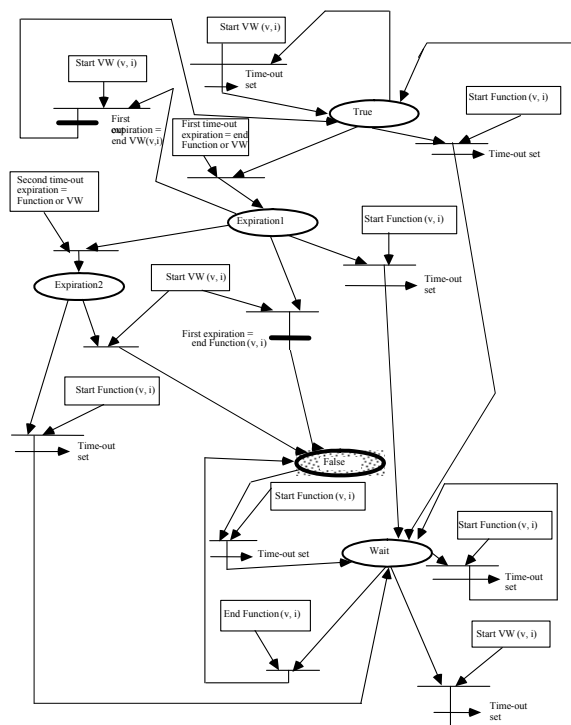 Start VW (v, i)
Time-out
set
Start VW (v, i)
First
expiration =
end VW(v,i)
True
Start Function (v, i)
Time-out set
First time-out
expiration = end
Function or VW
Second time-out
expiration =
Function or VW
Expiration1
Start Function (v, i)
Time-out
set
Expiration2
Start VW (v, i)
First expiration =
end Function (v, i)
Start Function (v, i)
Time-out
set
False
Start Function (v, i)
Time-out set
Wait
Start Function (v, i)
Time-out
set
End Function (v, i)
Start VW (v, i)
Time-out
set